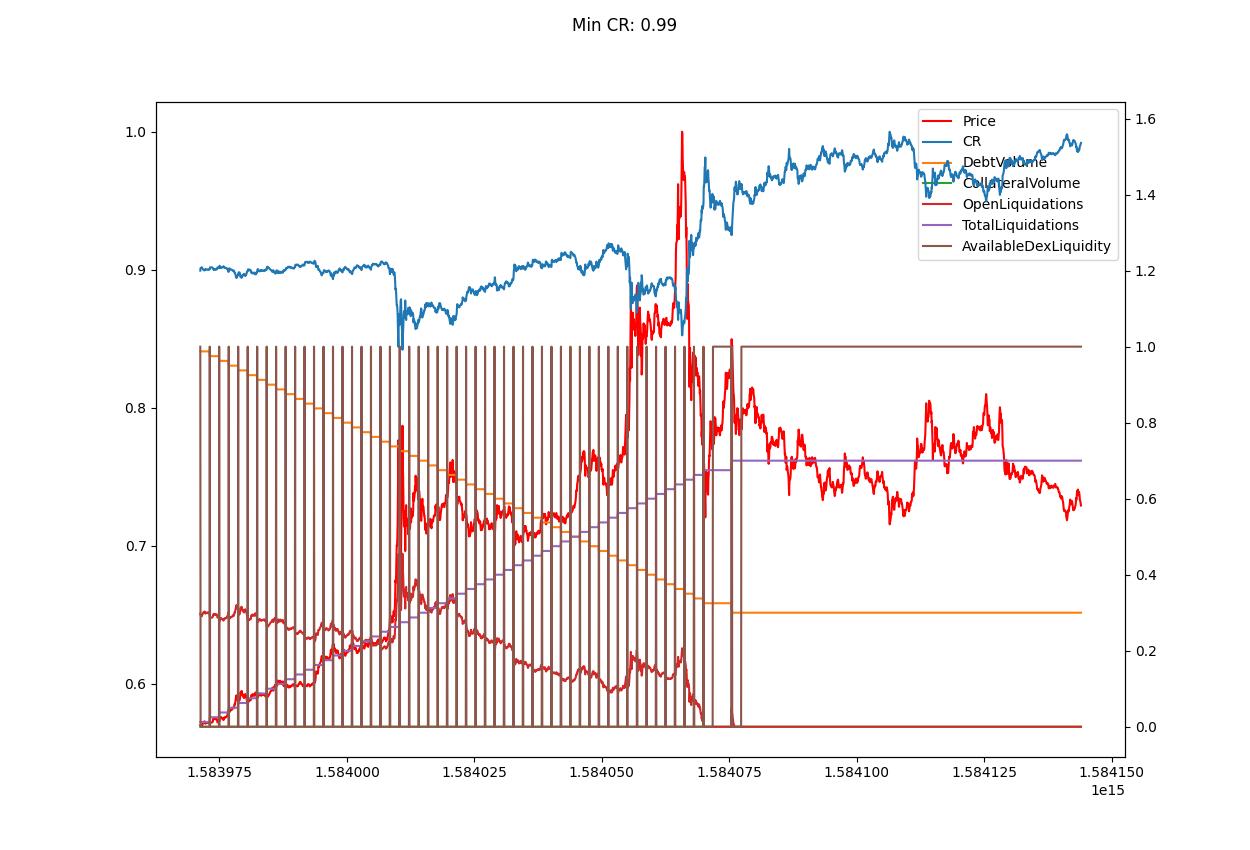 Min CR: 0.99
1.0
0.9
0.8
0.7
0.6
1.6
1.4
1.2
1.0
0.8
0.6
0.4
0.2
0.0
Price
CR
DebtVolume
CollateralVolume
OpenLiquidations
TotalLiquidations
AvailableDexLiquidity
1.583975 1.584000 1.584025 1.584050 1.584075 1.584100 1.584125 1.584150
1e15